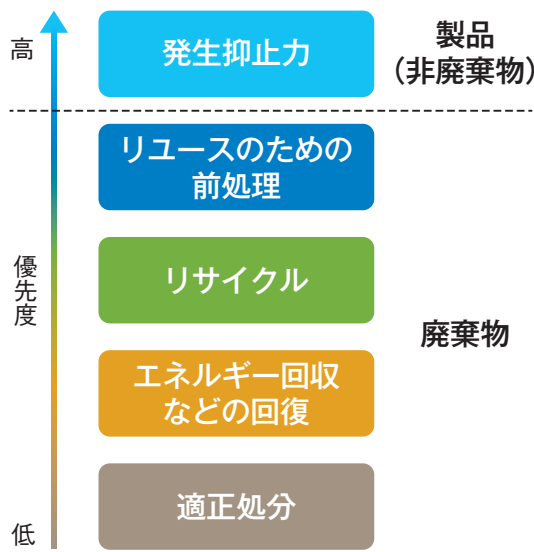 高
発生抑止力
製品
（非廃棄物）
リユースのための
前処理
優先度
リサイクル
廃棄物
エネルギー回収
などの回復
適正処分
低